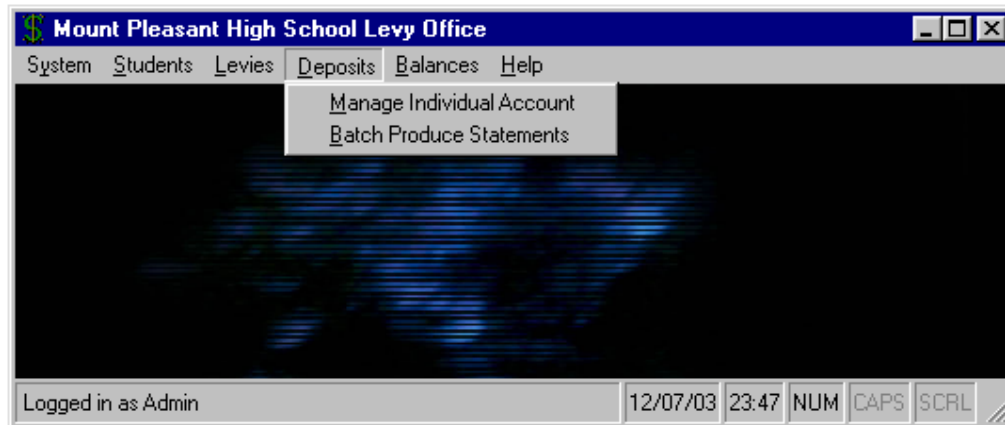 Mount Pleasant High School Levy Office
System Students Levies Deposits Balances Help
Manage Individual Account
Batch Produce Statements
Logged in as Admin 12/07/03 23:47 NUM CAPS SCRL